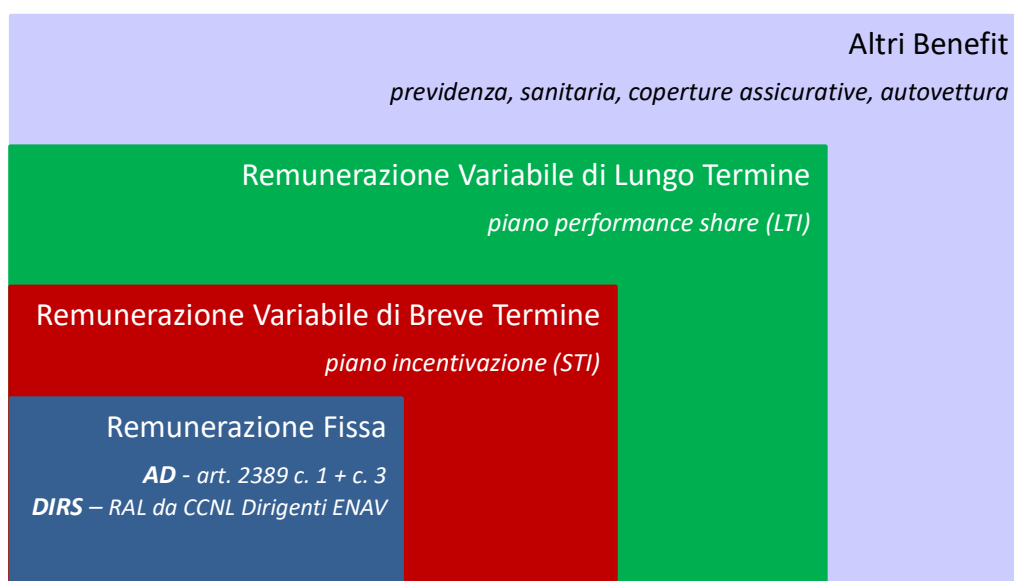 Altri Benefit
previdenza, sanitaria, coperture assicurative, autovettura
Remunerazione Variabile di Lungo Termine
piano performance share (LTI)
Remunerazione Variabile di Breve Termine
piano incentivazione (STI)
Remunerazione Fissa
AD - art. 2389 c. 1 + c. 3
DIRS – RAL da CCNL Dirigenti ENAV